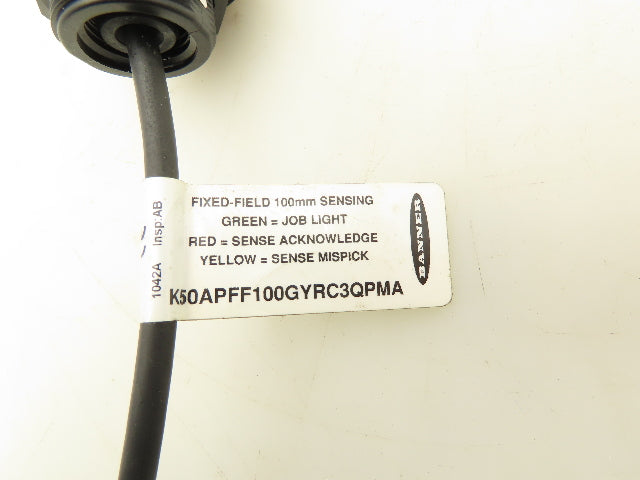 FIXED-FIELD 100mm SENSING
GREEN = JOB LIGHT
RED = SENSE ACKNOWLEDGE
YELLOW = SENSE MISPICK
K50APFF100GYRC3QPMA
BANNER
1042A Insp:AB